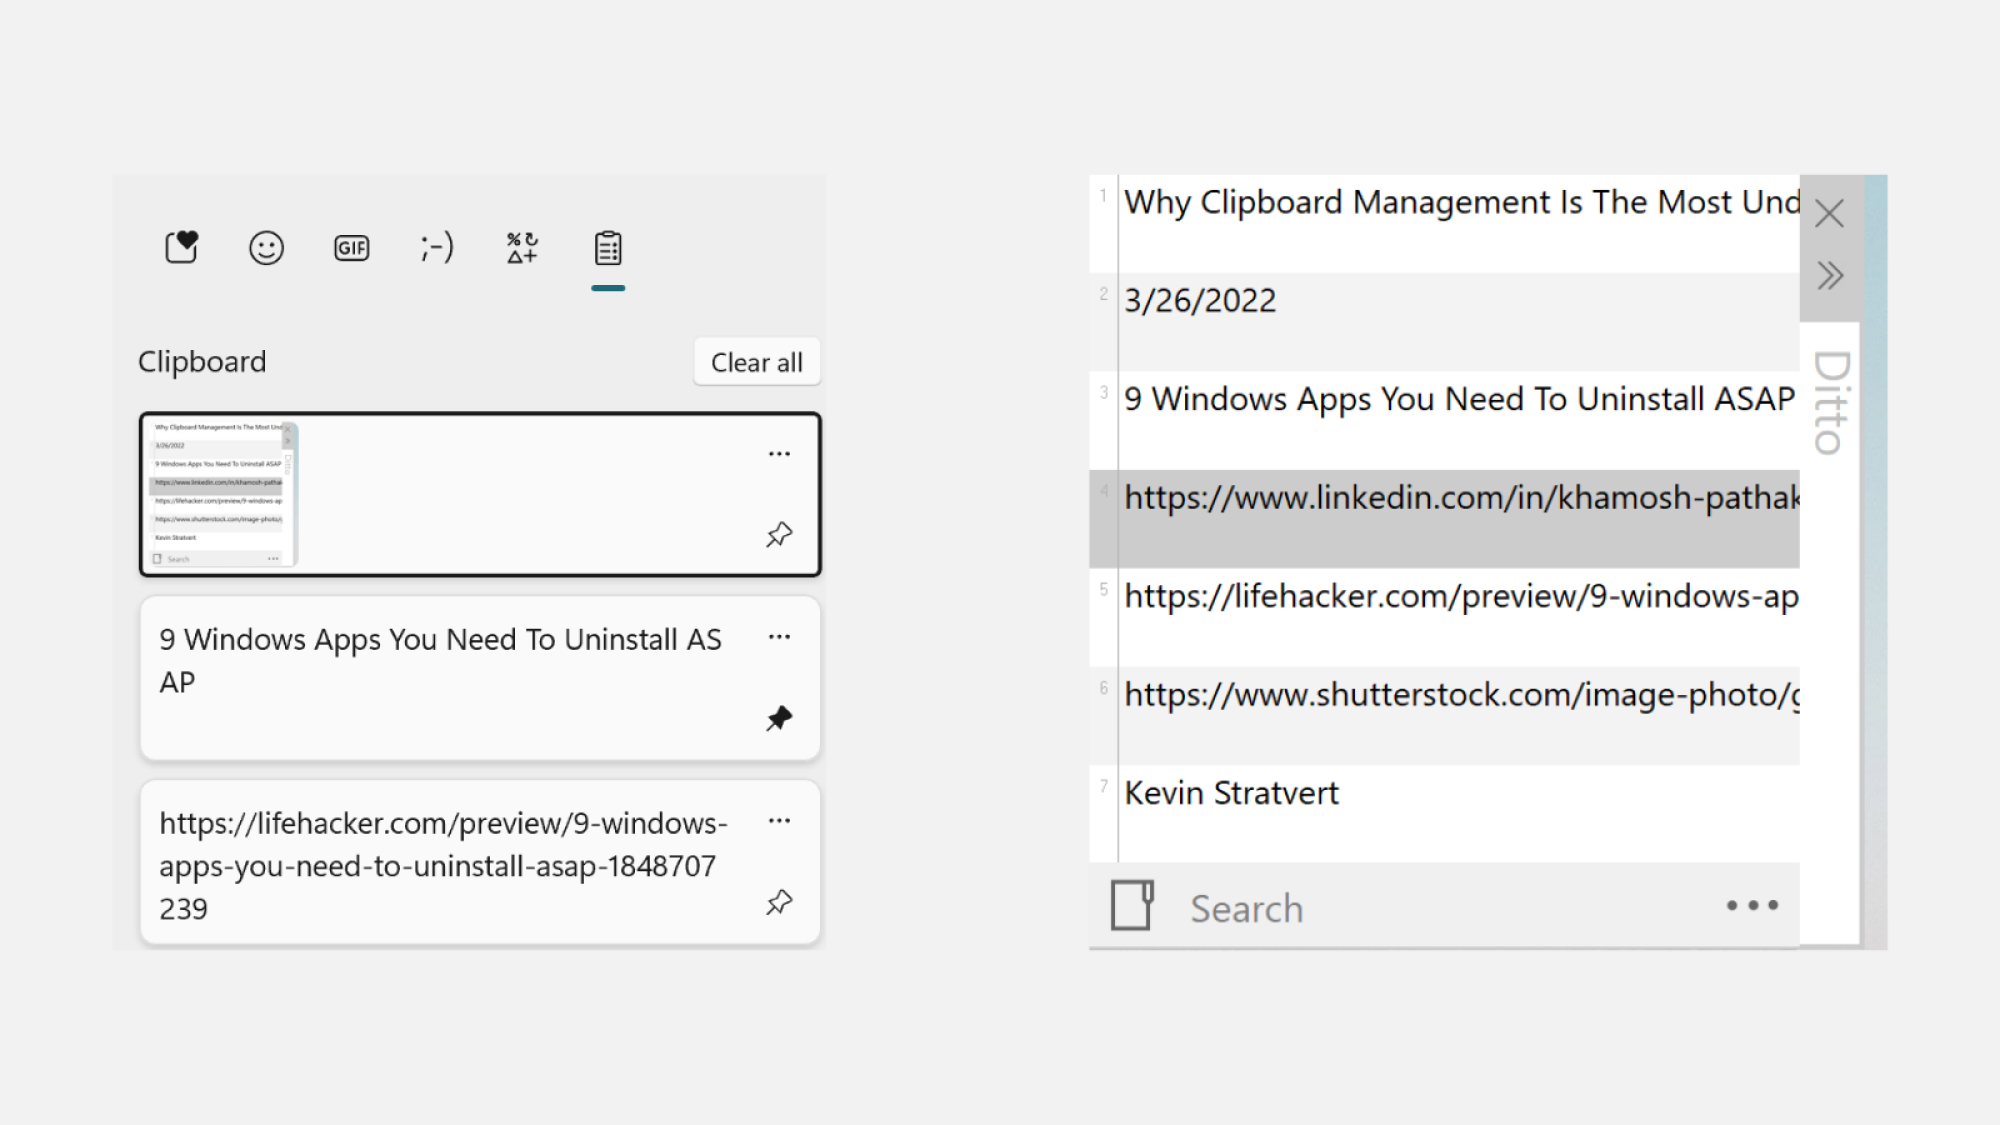 GIF
;-)
Clipboard
Clear all
Why Clipboard Management Is The Most Und
3/26/2022
9 Windows Apps You Need To Uninstall ASAP
https://www.linkedin.com/in/khamosh-pathak
https://lifehacker.com/preview/9-windows-ap
https://www.shutterstock.com/image-photo/g
Kevin Stratvert
Search
Ditto
9 Windows Apps You Need To Uninstall AS
AP
https://lifehacker.com/preview/9-windows-
apps-you-need-to-uninstall-asap-1848707
239
1 Why Clipboard Management Is The Most Und
2 3/26/2022
3 9 Windows Apps You Need To Uninstall ASAP
4 https://www.linkedin.com/in/khamosh-pathak
5 https://lifehacker.com/preview/9-windows-ap
6 https://www.shutterstock.com/image-photo/g
7 Kevin Stratvert
Search
Ditto